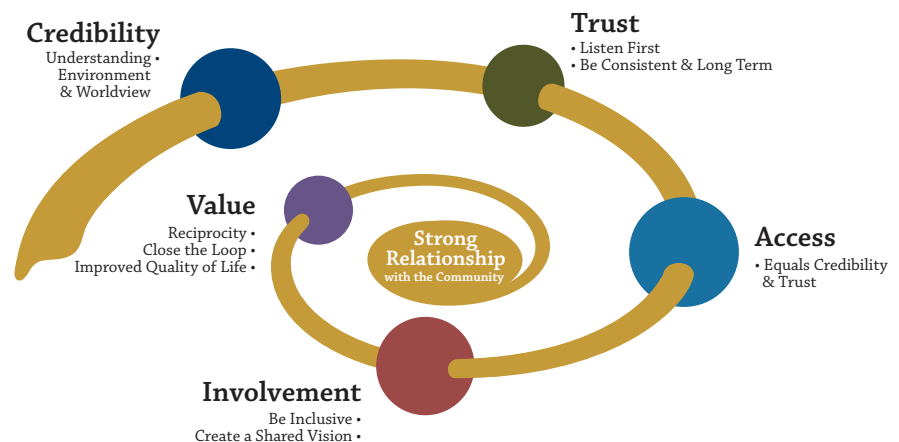 Credibility
Understanding •
Environment
& Worldview
Trust
• Listen First
• Be Consistent & Long Term
Access
• Equals Credibility
& Trust
Involvement
Be Inclusive •
Create a Shared Vision •
Value
Reciprocity •
Close the Loop •
Improved Quality of Life •
Strong
Relationship
with the Community